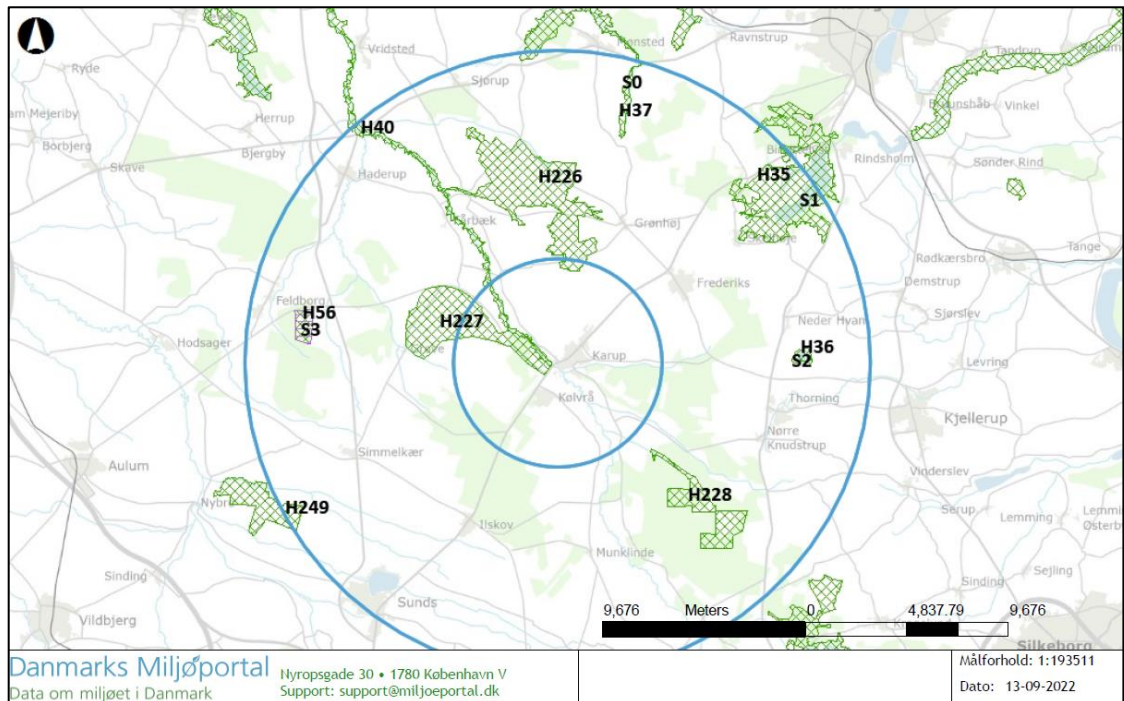 Mønsted
Ravnstrup
Vridsted
Tandrup
Ryde
Sjørup
S0
H37
Vinkel
Herrup
H40
am Mejeriby
Borbjerg
Bjergby
Rindsholm
Skave
Haderup
H226
H35
Sønder Rind
S1
Grønhøj
Tange
Rødkærsbro
Frederiks
Demstrup
Feldborg
H56
S3
H227
Sjørslev
Hodsager
Neder Hvam
H36
S2
Karup
Levring
Kølvrå
Thorning
Kjellerup
Nørre
Knudstrup
Simmelkær
Aulum
Vinderslev
H228
H249
Serup
Lemming
Ilskov
Munklinde
Sejling
Sinding
Sinding
Sunds
Vildbjerg
Silkeborg
9,676 Meters 0 4,837.79 9,676
Danmarks Miljøportal
Data om miljøet i Danmark
Nyropsgade 30 • 1780 København V
Support: support@miljoeportal.dk
Målforhold: 1:193511
Dato: 13-09-2022